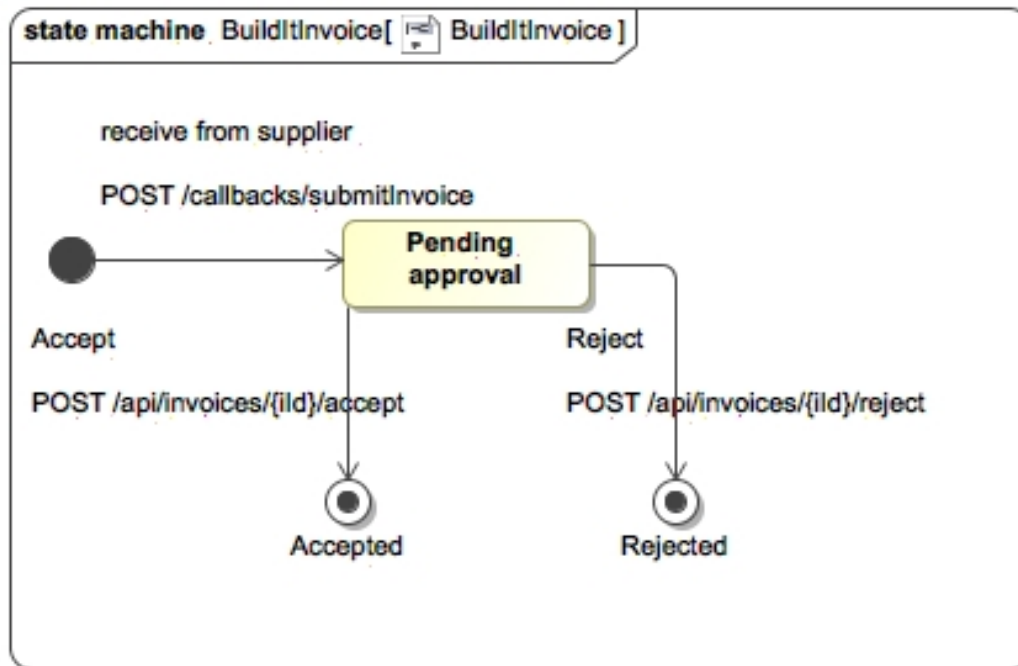 state machine BuildItInvoice[ BuildItInvoice ]
receive from supplier
POST /callbacks/submitInvoice
Pending
approval
Accept
Reject
POST /api/invoices/{iId}/accept
POST /api/invoices/{iId}/reject
Accepted
Rejected